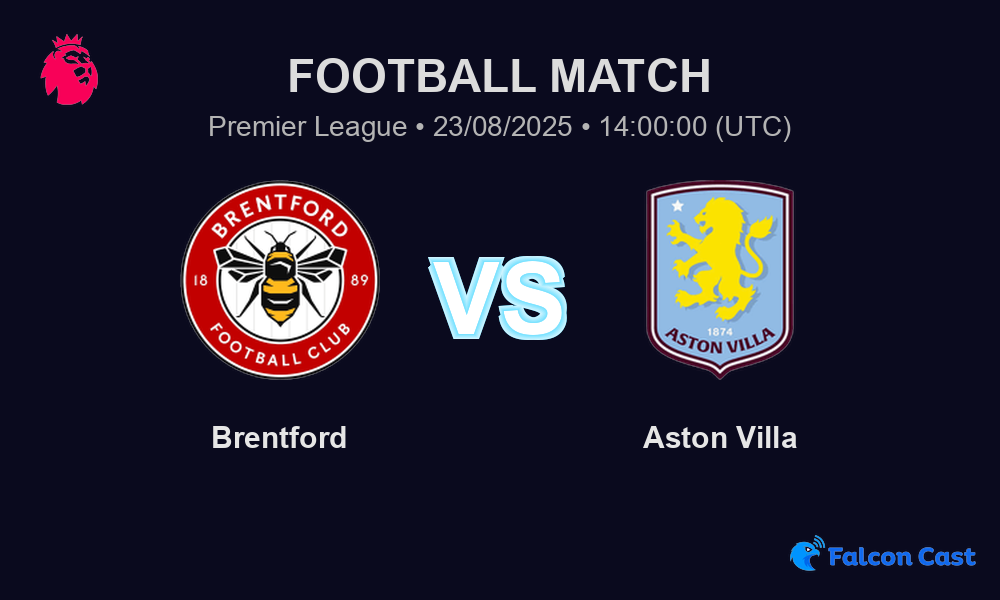 FOOTBALL MATCH
Premier League • 23/08/2025 • 14:00:00 (UTC)
BRENTFORD
18 89
FOOTBALL CLUB
VS
1874
ASTON VILLA
Brentford
Aston Villa
Falcon Cast